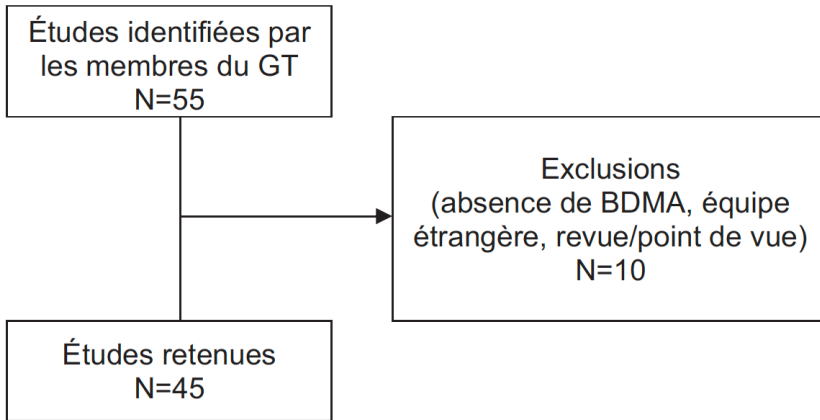 Études identifiées par
les membres du GT
N=55
Exclusions
(absence de BDMA, équipe
étrangère, revue/point de vue)
N=10
Études retenues
N=45